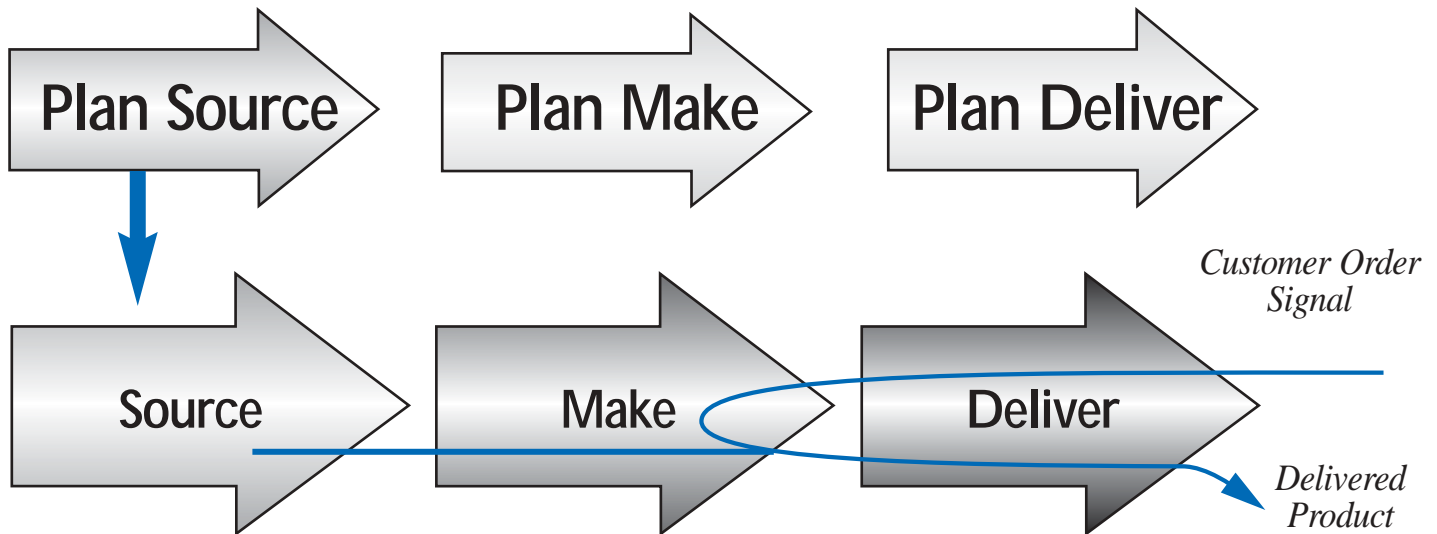 Plan Source
Plan Make
Plan Deliver
Customer Order
Signal
Source
Make
Deliver
Delivered
Product